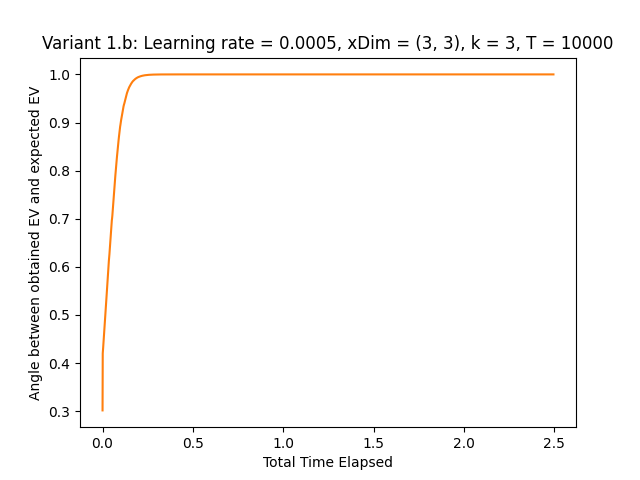 Variant 1.b: Learning rate = 0.0005, xDim = (3, 3), k = 3, T = 10000
Angle between obtained EV and expected EV
1.0
0.9
0.8
0.7
0.6
0.5
0.4
0.3
0.0 0.5 1.0 1.5 2.0 2.5
Total Time Elapsed